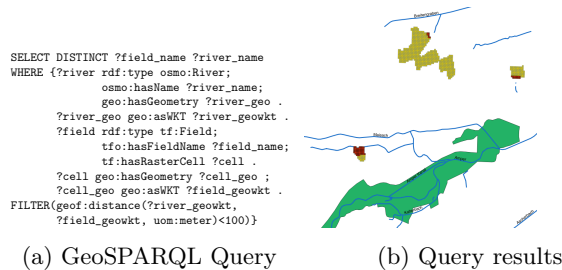 SELECT DISTINCT ?field_name ?river_name
WHERE {?river rdf:type osmo:River;
osmo:hasName ?river_name;
geo:hasGeometry ?river_geo .
?river_geo geo:asWKT ?river_geowkt .
?field rdf:type tf:Field;
tfo:hasFieldName ?field_name;
tf:hasRasterCell ?cell .
?cell geo:hasGeometry ?cell_geo ;
?cell_geo geo:asWKT ?field_geowkt .
FILTER(geof:distance(?river_geowkt,
?field_geowkt, uom:meter)<100)}
(a) GeoSPARQL Query
(b) Query results